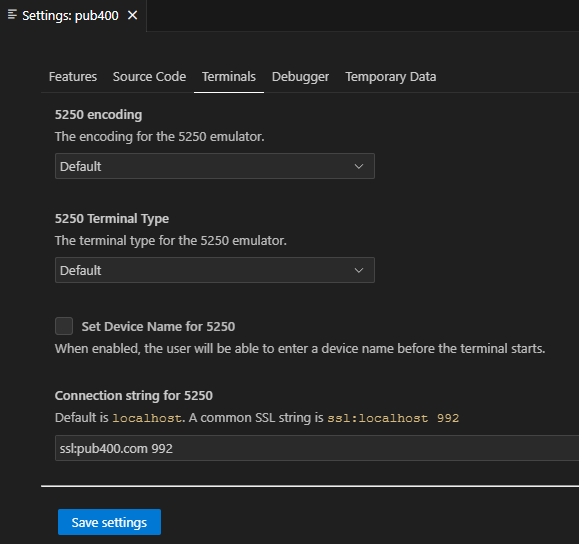 Settings: pub400
Features Source Code Terminals Debugger Temporary Data
5250 encoding
The encoding for the 5250 emulator.
Default
5250 Terminal Type
The terminal type for the 5250 emulator.
Default
Set Device Name for 5250
When enabled, the user will be able to enter a device name before the terminal starts.
Connection string for 5250
Default is localhost. A common SSL string is ssl:localhost 992
ssl:pub400.com 992
Save settings